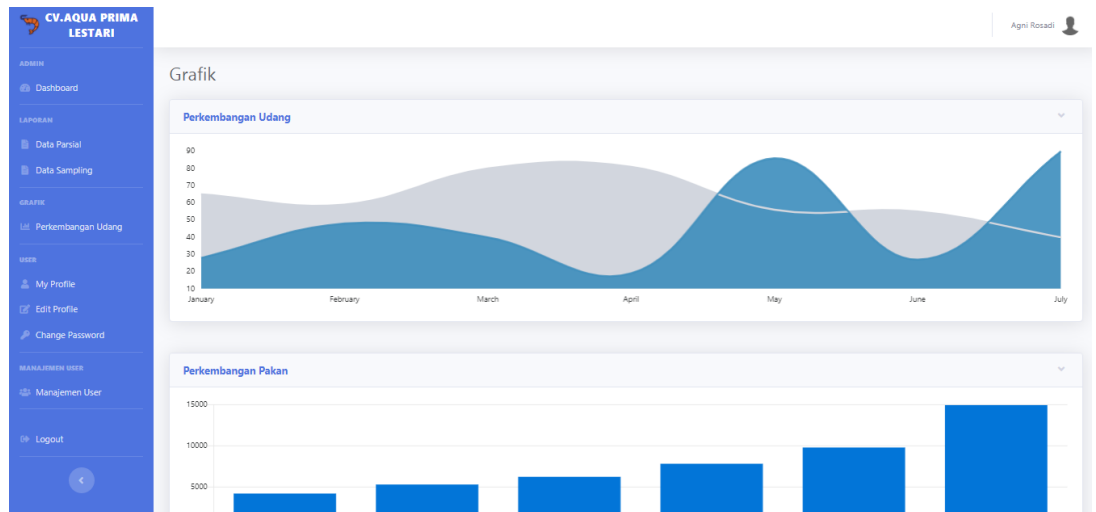 CV.AQUA PRIMA
LESTARI
Agni Rosadi
ADMIN
Dashboard
LAPORAN
Data Parsial
Data Sampling
GRAFIK
Perkembangan Udang
USER
My Profile
Edit Profile
Change Password
MANAJEMEN USER
Manajemen User
Logout
Grafik
Perkembangan Udang
90
80
70
60
50
40
30
20
10
January February March April May June July
Perkembangan Pakan
15000
10000
5000